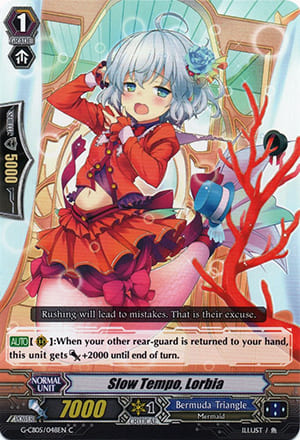 1
GRADE
SHIELD 5000
Rushing will lead to mistakes. That is their excuse.
AUTO [ ]:When your other rear-guard is returned to your hand,
this unit gets +2000 until end of turn.
NORMAL UNIT
Slow Tempo, Lorbia
POWER 7000
1
CRITICAL
Bermuda Triangle
Mermaid
G-CB05/048EN C
ILLUST /